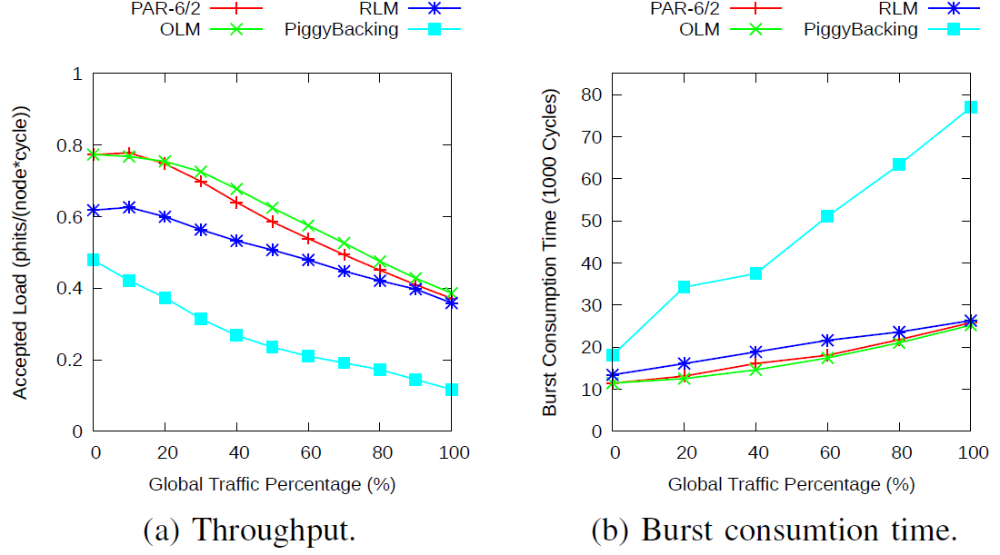 PAR-6/2 RLM
OLM PiggyBacking
Accepted Load (phits/(node*cycle))
1
0.8
0.6
0.4
0.2
0
0 20 40 60 80 100
Global Traffic Percentage (%)
(a) Throughput.
PAR-6/2 RLM
OLM PiggyBacking
Burst Consumption Time (1000 Cycles)
80
70
60
50
40
30
20
10
0
0 20 40 60 80 100
Global Traffic Percentage (%)
(b) Burst consumtion time.